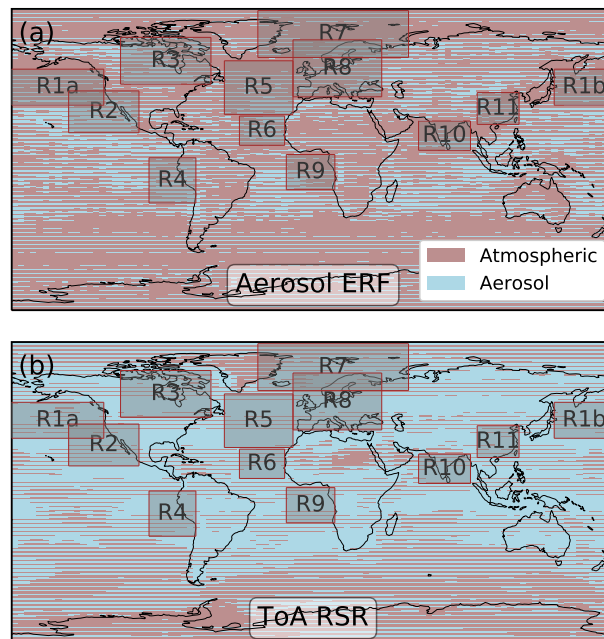 (a)
R7
R3
R8
R1a
R5
R1b
R2
R11
R6
R10
R4
R9
Atmospheric
Aerosol
Aerosol ERF
(b)
R7
R3
R8
R1a
R5
R1b
R2
R11
R6
R10
R4
R9
ToA RSR